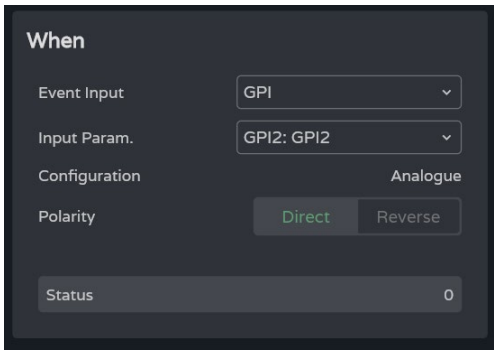 When
Event Input GPI
Input Param. GPI2: GPI2
Configuration Analogue
Polarity Direct Reverse
Status 0